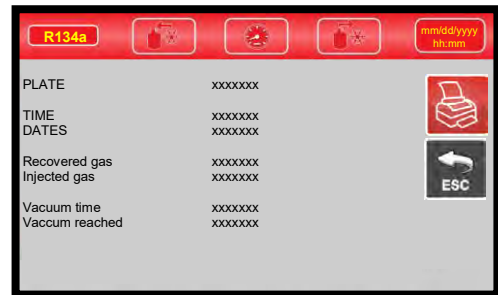 R134a
mm/dd/yyyy
hh:mm
PLATE xxxxxxx
TIME xxxxxxx
DATES xxxxxxx
Recovered gas xxxxxxx
Injected gas xxxxxxx
Vacuum time xxxxxxx
Vaccum reached xxxxxxx
ESC